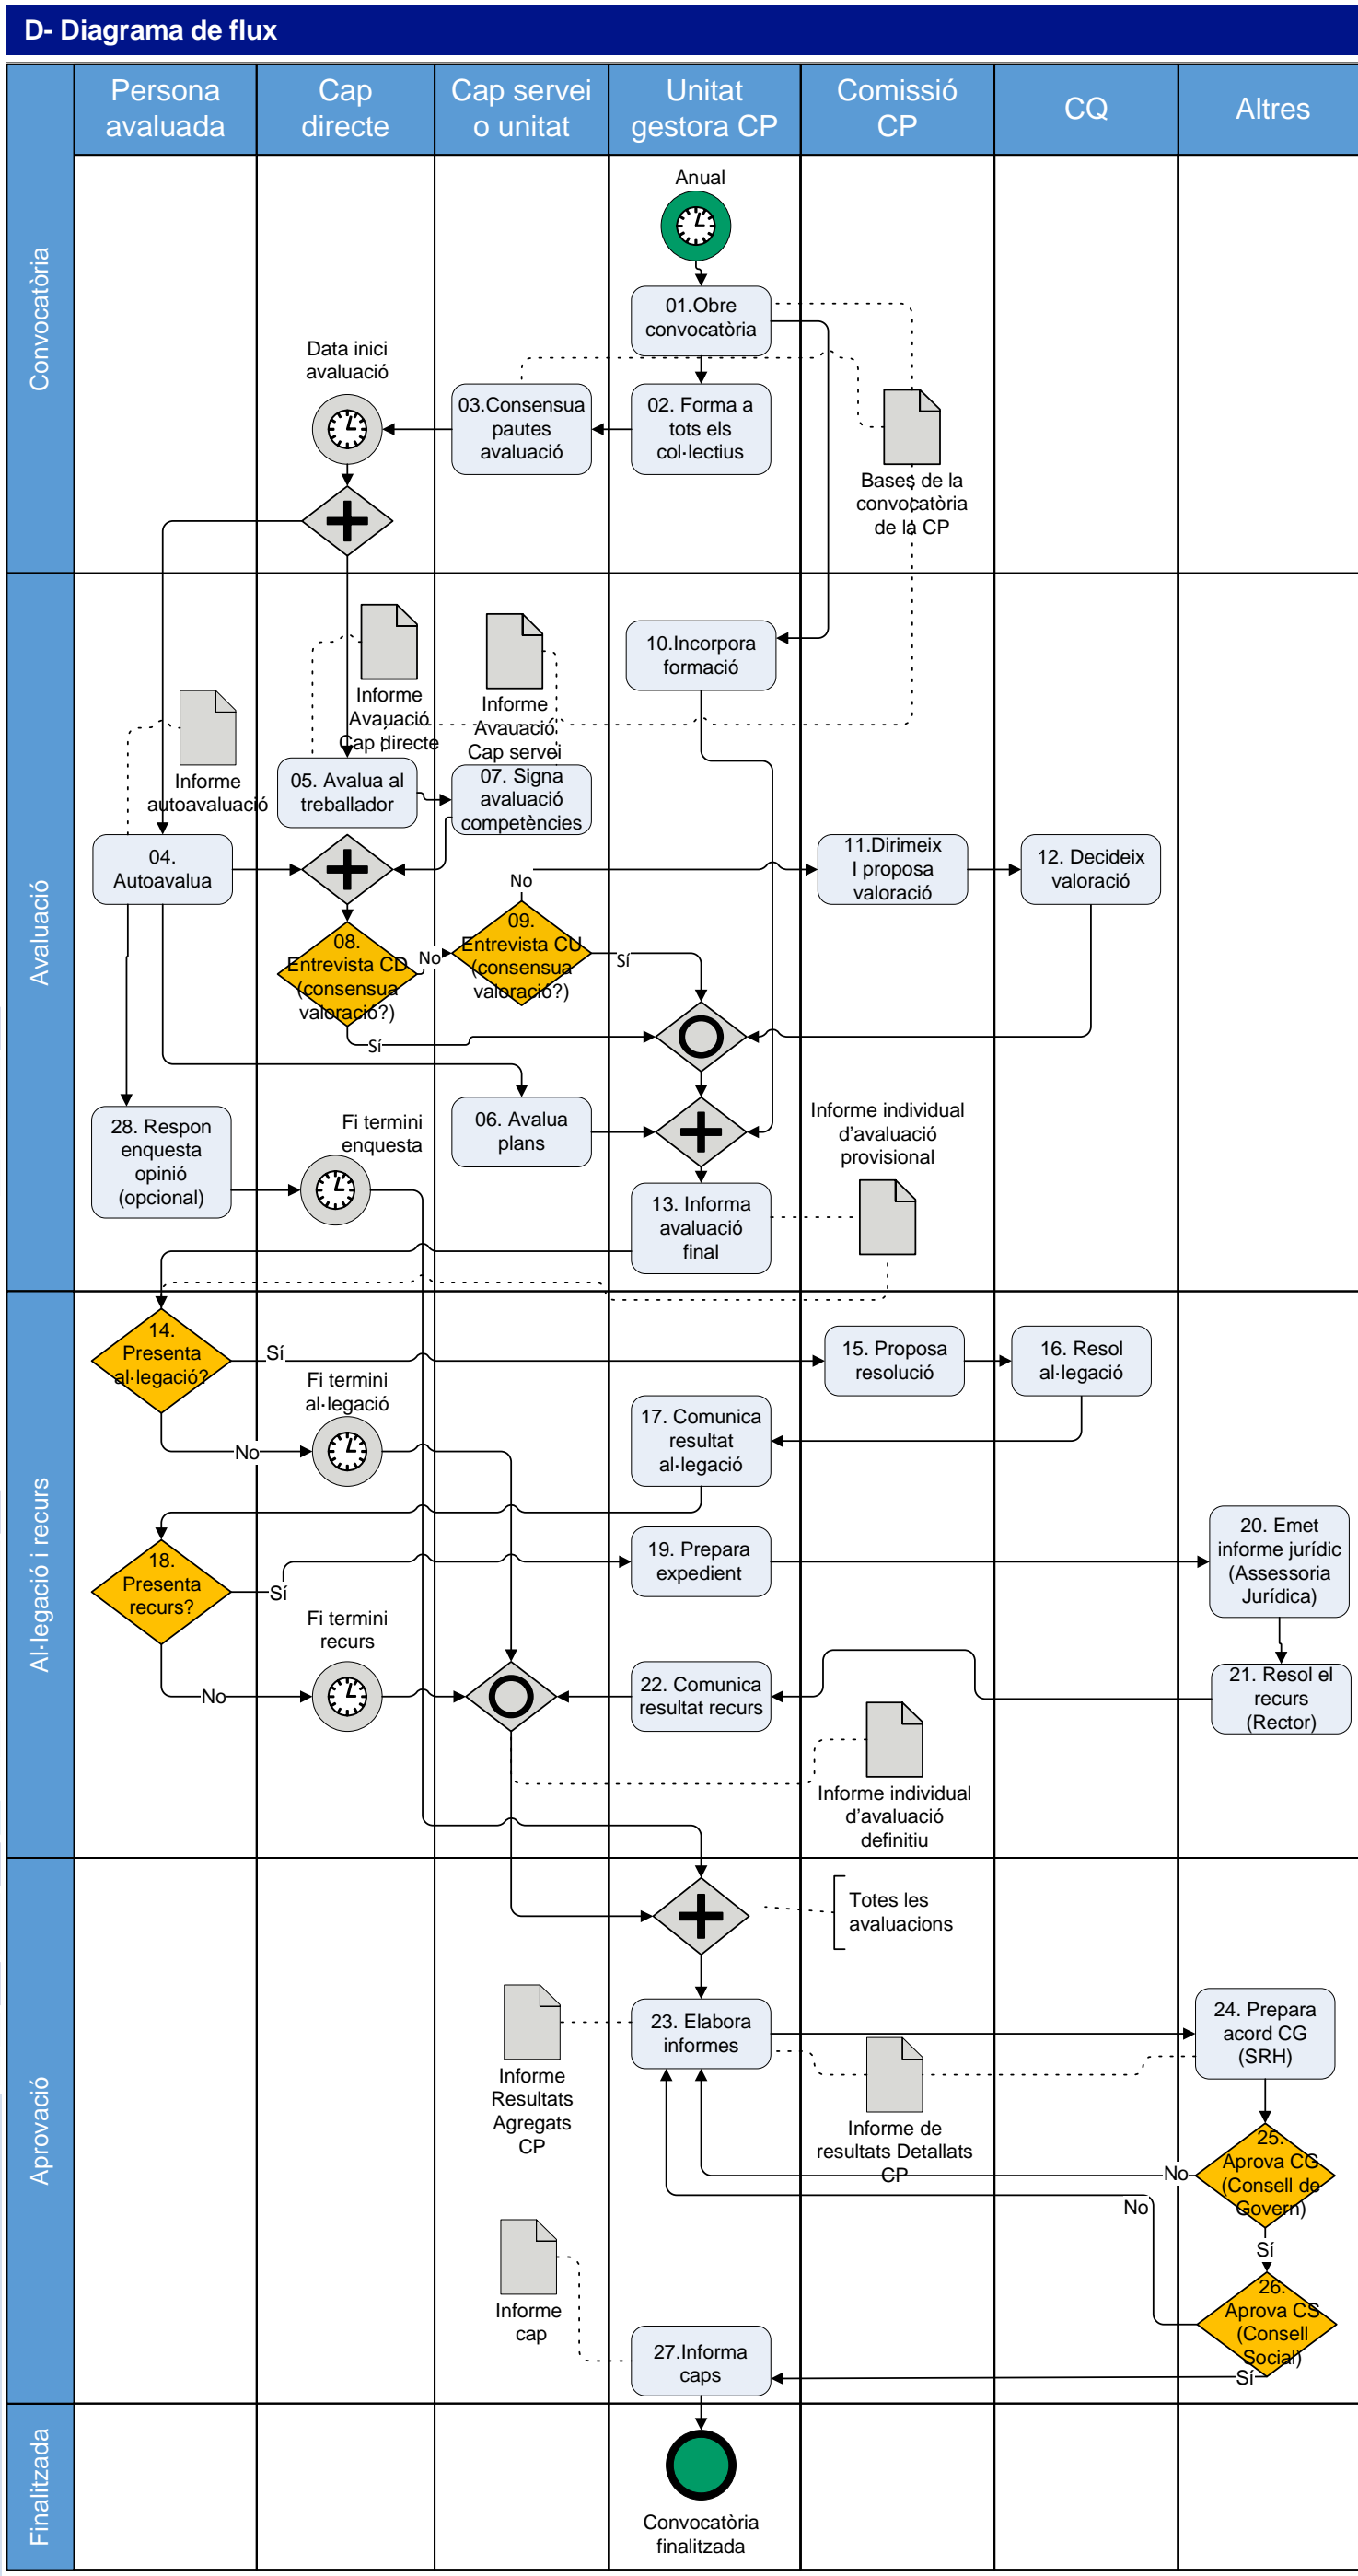 D- Diagrama de flux
Persona
avaluada
Cap
directe
Cap servei
o unitat
Unitat
gestora CP
Comissió
CP
CQ
Altres
Convocatòria
Anual
01.Obre
convocatòria
Data inici
avaluació
03.Consensua
pautes
avaluació
02. Forma a
tots els
col·lectius
Bases de la
convocatòria
de la CP
Avaluació
10.Incorpora
formació
Informe
Avauació
Cap directe
Informe
Avauació
Cap servei
Informe
autoavaluació
05. Avalua al
treballador
07. Signa
avaluació
competències
04.
Autoavalua
11.Dirimeix
I proposa
valoració
12. Decideix
valoració
No
08.
Entrevista CD
(consensua
valoració?)
No
09.
Entrevista CU
(consensua
valoració?)
Sí
Sí
28. Respon
enquesta
opinió
(opcional)
Fi termini
enquesta
06. Avalua
plans
Informe individual
d’avaluació
provisional
13. Informa
avaluació
final
Al·legació i recurs
14.
Presenta
al·legació?
Sí
15. Proposa
resolució
16. Resol
al·legació
Fi termini
al·legació
No
17. Comunica
resultat
al·legació
18.
Presenta
recurs?
Sí
19. Prepara
expedient
20. Emet
informe jurídic
(Assessoria
Jurídica)
Fi termini
recurs
No
22. Comunica
resultat recurs
21. Resol el
recurs
(Rector)
Informe individual
d’avaluació
definitiu
Aprovació
Totes les
avaluacions
23. Elabora
informes
24. Prepara
acord CG
(SRH)
Informe
Resultats
Agregats
CP
Informe de
resultats Detallats
CP
25.
Aprova CG
(Consell de
Govern)
No
No
Sí
26.
Aprova CS
(Consell
Social)
Informe
cap
27.Informa
caps
Sí
Finalitzada
Convocatòria
finalitzada